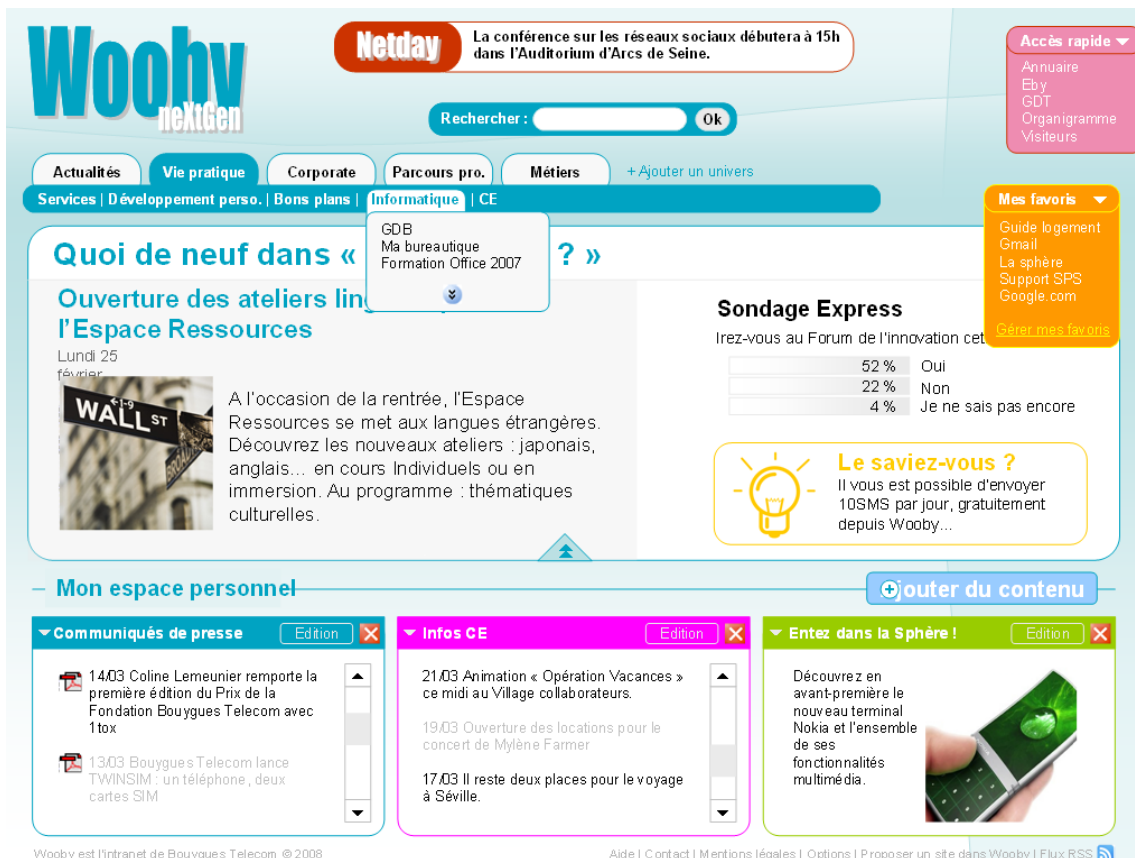 Wooby
neXtGen
Netday
La conférence sur les réseaux sociaux débutera à 15h
dans l'Auditorium d'Arcs de Seine.
Rechercher :
Ok
Accès rapide
Annuaire
Eby
GDT
Organigramme
Visiteurs
Actualités
Vie pratique
Corporate
Parcours pro.
Métiers
+ Ajouter un univers
Services | Développement perso. | Bons plans | Informatique | CE
GDB
Ma bureautique
Formation Office 2007
Mes favoris
Guide logement
Gmail
La sphère
Support SPS
Google.com
Gérer mes favoris
Quoi de neuf dans « ? »
Ouverture des ateliers
l'Espace Ressources
Lundi 25
février
WALL ST
←1-9
A l'occasion de la rentrée, l'Espace
Ressources se met aux langues étrangères.
Découvrez les nouveaux ateliers : japonais,
anglais... en cours Individuels ou en
immersion. Au programme : thématiques
culturelles.
Sondage Express
Irez-vous au Forum de l'innovation cet
52 % Oui
22 % Non
4 % Je ne sais pas encore
Le saviez-vous ?
Il vous est possible d'envoyer
10SMS par jour, gratuitement
depuis Wooby...
Mon espace personnel
jouter du contenu
Communiqués de presse
Edition
14/03 Coline Lemeunier remporte la
première édition du Prix de la
Fondation Bouygues Telecom avec
1tox
13/03 Bouygues Telecom lance
TWINSIM : un téléphone, deux
cartes SIM
Infos CE
Edition
21/03 Animation « Opération Vacances »
ce midi au Village collaborateurs.
19/03 Ouverture des locations pour le
concert de Mylène Farmer
17/03 Il reste deux places pour le voyage
à Séville.
Entez dans la Sphère !
Edition
Découvrez en
avant-première le
nouveau terminal
Nokia et l'ensemble
de ses
fonctionnalités
multimédia.
Wooby est l'intranet de Bouygues Telecom © 2008
Aide | Contact | Mentions légales | Options | Proposer un site dans Wooby | Flux RSS